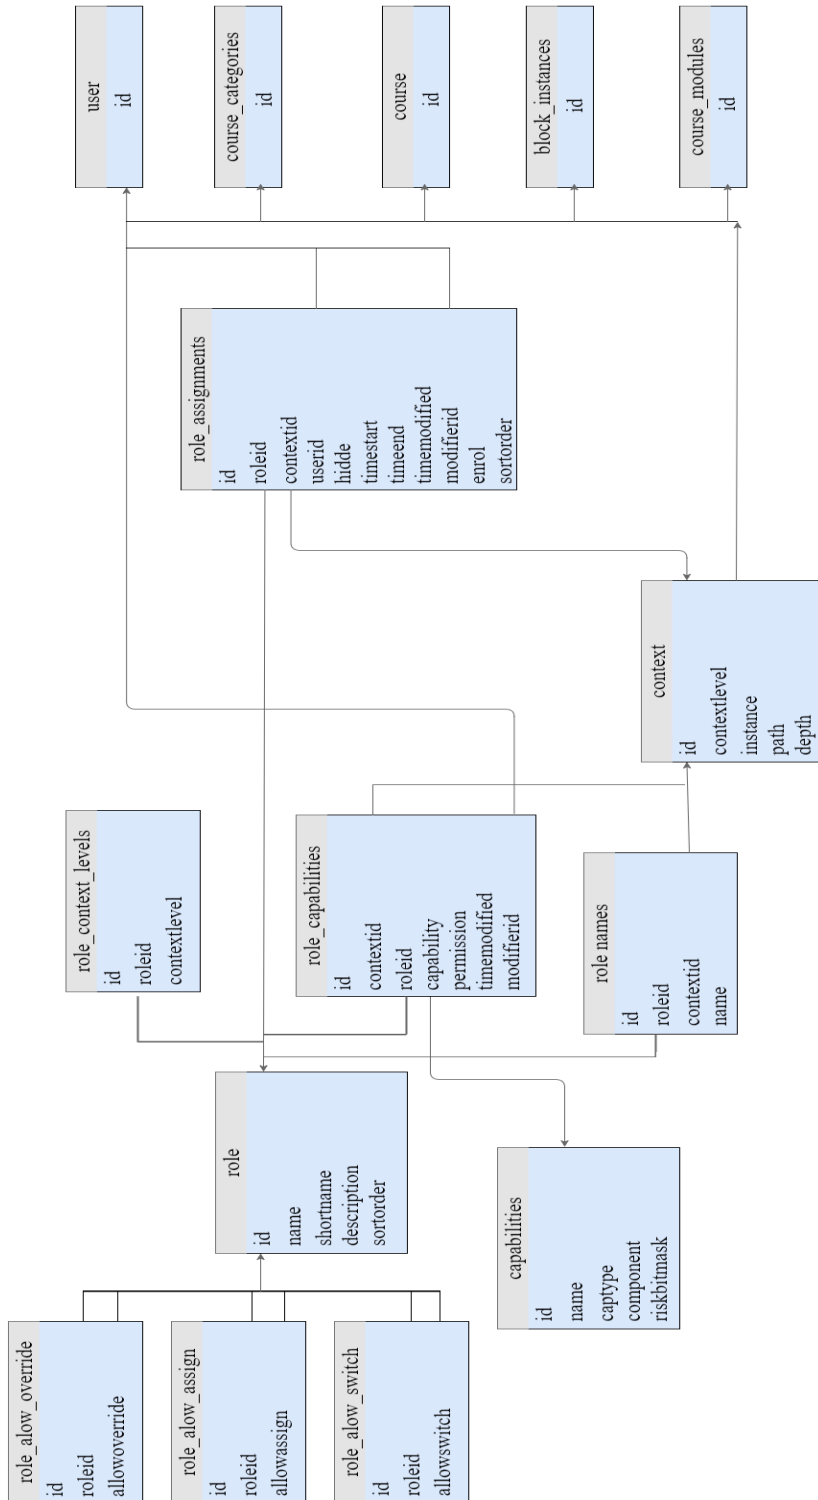 role_alow_override
id
roleid
allowoverride
role_alow_assign
id
roleid
allowassign
role_alow_switch
id
roleid
allowswitch
role
id
name
shortname
description
sortorder
capabilities
id
name
captype
component
riskbitmask
role_context_levels
id
roleid
contextlevel
role_capabilities
id
contextid
roleid
capability
permission
timemodified
modifierid
role names
id
roleid
contextid
name
role_assignments
id
roleid
contextid
userid
hidde
timestart
timeend
timemodified
modifierid
enrol
sortorder
context
id
contextlevel
instance
path
depth
user
id
course_categories
id
course
id
block_instances
id
course_modules
id